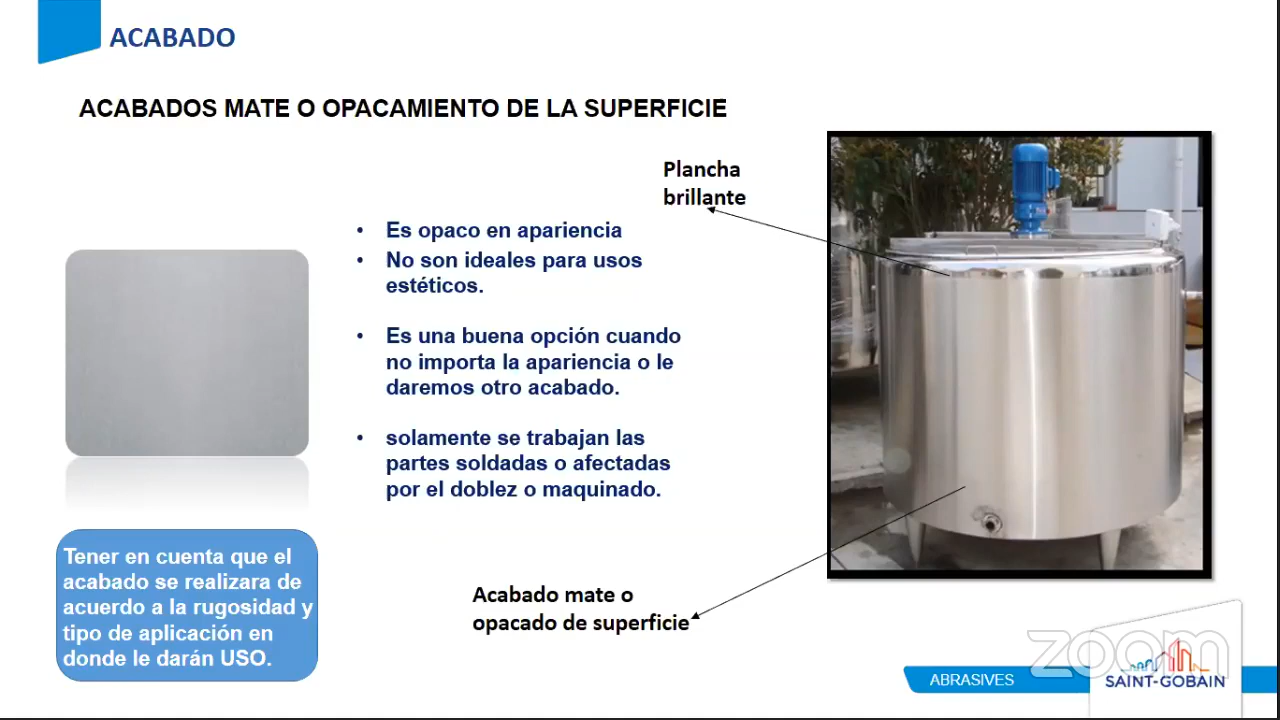 ACABADO
ACABADOS MATE O OPACAMIENTO DE LA SUPERFICIE
Plancha
brillante
• Es opaco en apariencia
• No son ideales para usos
estéticos.
• Es una buena opción cuando
no importa la apariencia o le
daremos otro acabado.
• solamente se trabajan las
partes soldadas o afectadas
por el doblez o maquinado.
Tener en cuenta que el
acabado se realizara de
acuerdo a la rugosidad y
tipo de aplicación en
donde le darán USO.
Acabado mate o
opacado de superficie
zoom
ABRASIVES
SAINT-GOBAIN